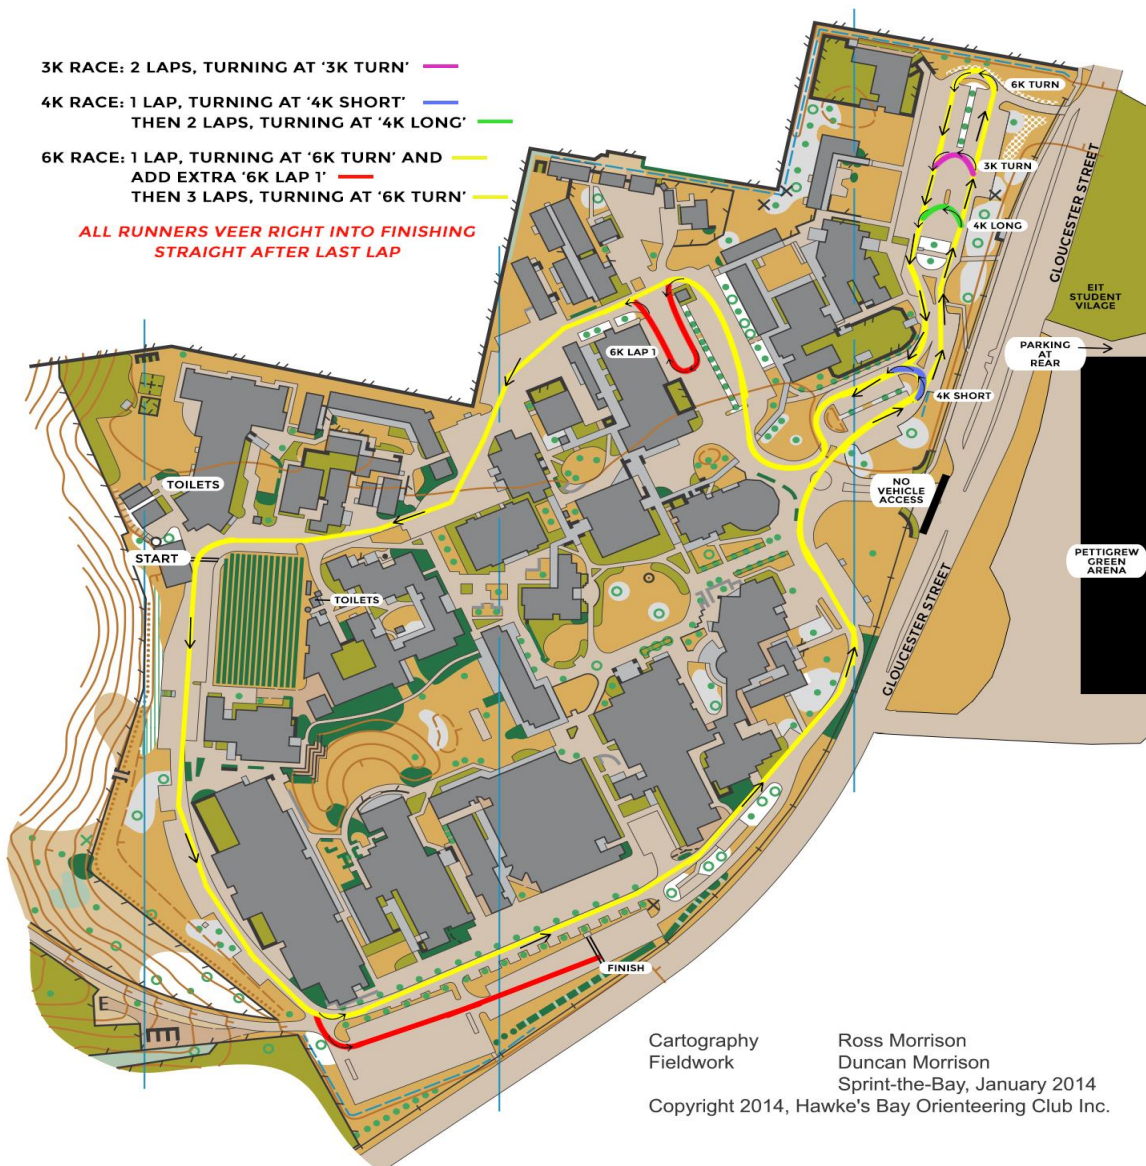 3K RACE: 2 LAPS, TURNING AT ‘3K TURN’
4K RACE: 1 LAP, TURNING AT ‘4K SHORT’
THEN 2 LAPS, TURNING AT ‘4K LONG’
6K RACE: 1 LAP, TURNING AT ‘6K TURN’ AND
ADD EXTRA ‘6K LAP 1’
THEN 3 LAPS, TURNING AT ‘6K TURN’
ALL RUNNERS VEER RIGHT INTO FINISHING
STRAIGHT AFTER LAST LAP
6K TURN
3K TURN
4K LONG
GLOUCESTER STREET
EIT
STUDENT
VILAGE
PARKING
AT
REAR
6K LAP 1
4K SHORT
TOILETS
NO
VEHICLE
ACCESS
START
TOILETS
PETTIGREW
GREEN
ARENA
GLOUCESTER STREET
FINISH
Cartography Ross Morrison
Fieldwork Duncan Morrison
Sprint-the-Bay, January 2014
Copyright 2014, Hawke's Bay Orienteering Club Inc.